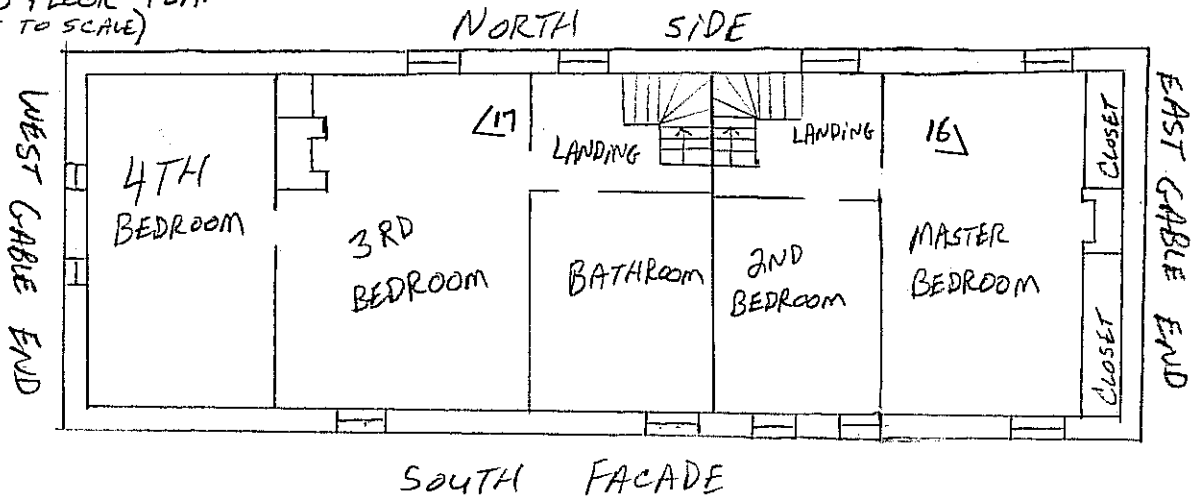 TO SCALE)
NORTH SIDE
WEST GABLE END
EAST GABLE END
17
LANDING
LANDING
16
CLOSET
4TH
BEDROOM
3RD
BEDROOM
BATHROOM
2ND
BEDROOM
MASTER
BEDROOM
CLOSET
SOUTH FACADE